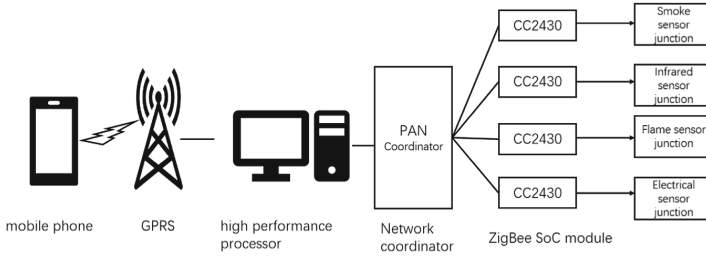 CC2430
Smoke
sensor
junction
CC2430
Infrared
sensor
junction
PAN
Coordinator
CC2430
Flame sensor
junction
CC2430
Electrical
sensor
junction
mobile phone
GPRS
high performance
processor
Network
coordinator
ZigBee SoC module